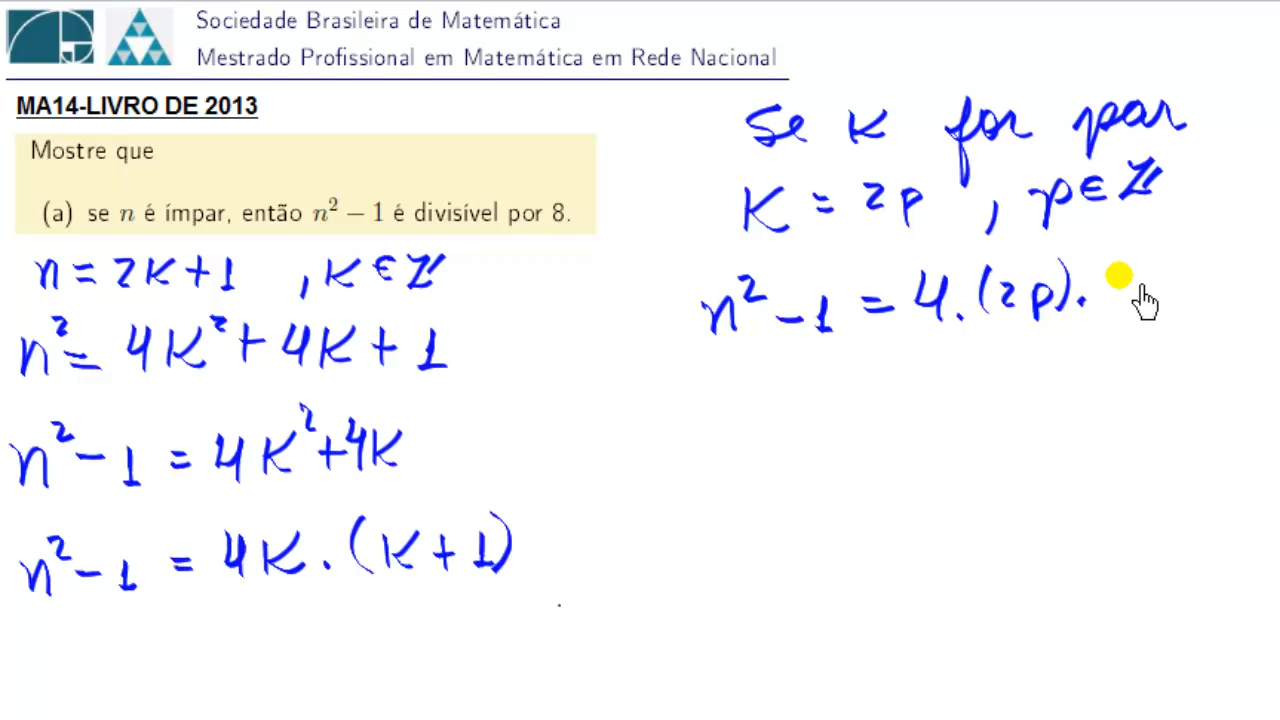 Sociedade Brasileira de Matemática
Mestrado Profissional em Matemática em Rede Nacional
MA14-LIVRO DE 2013
Mostre que
(a) se n é ímpar, então n² − 1 é divisível por 8.
n = 2K + 1 , K ∈ Z
n² = 4K² + 4K + 1
n² − 1 = 4K² + 4K
n² − 1 = 4K . (K + 1)
Se K for par
K = 2p , p ∈ Z
n² − 1 = 4 . (2p) .